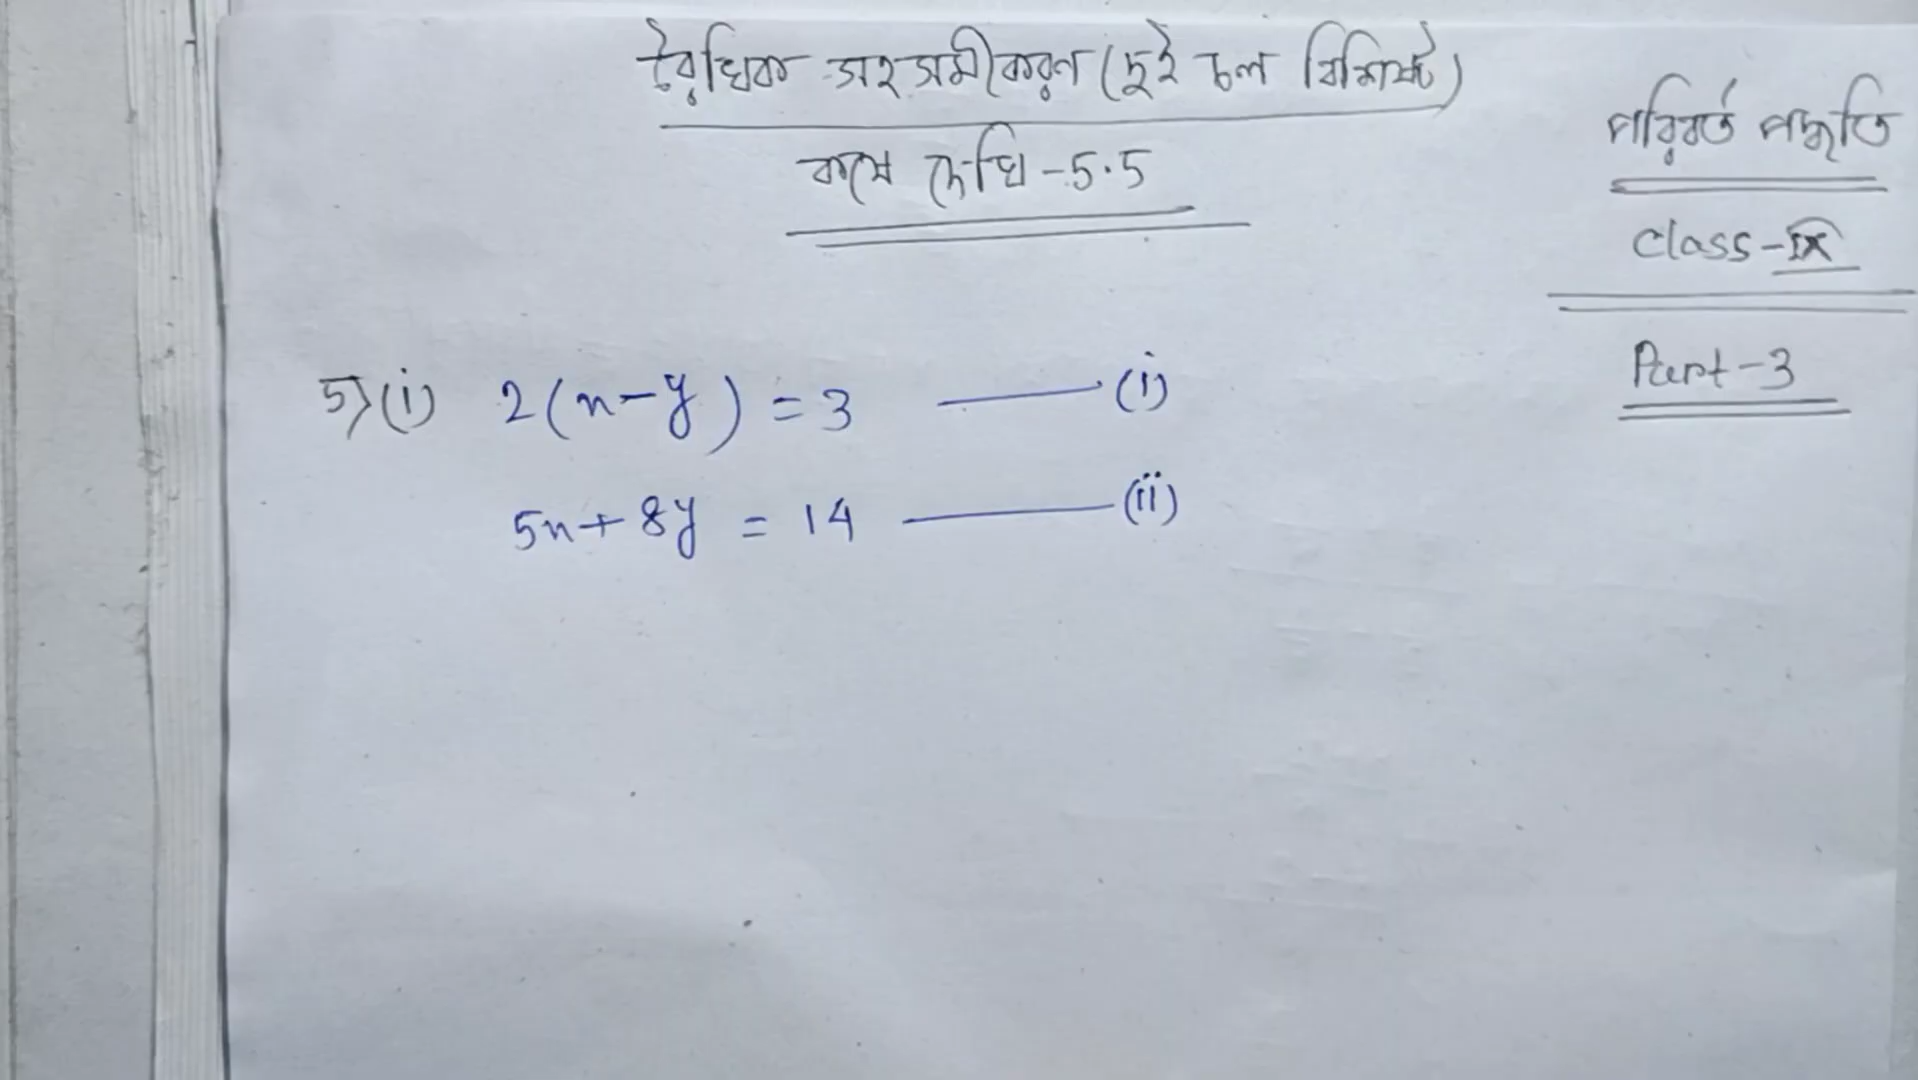 রৈখিক সহসমীকরণ (দুই চল বিশিষ্ট)
কষে দেখি - 5.5
পরিবর্ত পদ্ধতি
Class - IX
Part - 3
5)(i) 2(x-y) = 3 —— (i)
5x + 8y = 14 —— (ii)